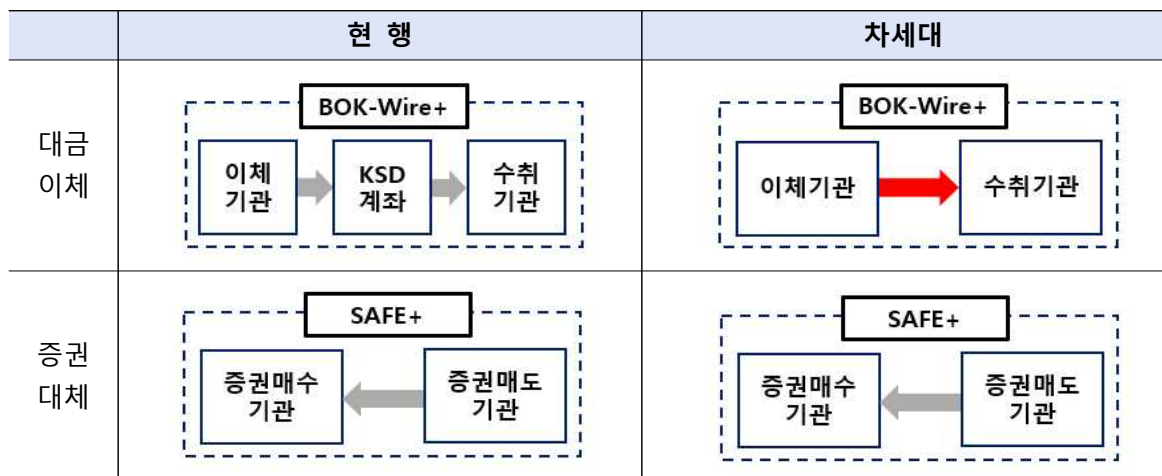 현 행
차세대
대금
이체
BOK-Wire+
이체
기관
KSD
계좌
수취
기관
BOK-Wire+
이체기관
수취기관
증권
대체
SAFE+
증권매수
기관
증권매도
기관
SAFE+
증권매수
기관
증권매도
기관